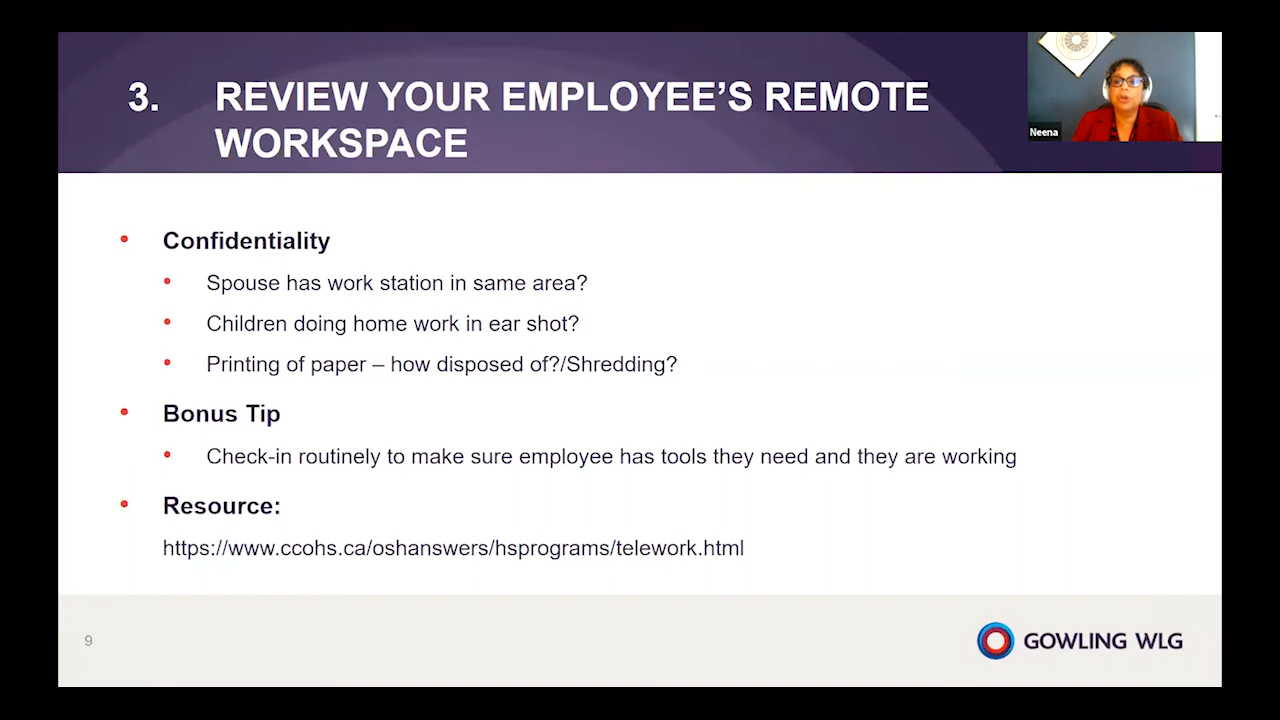 3. REVIEW YOUR EMPLOYEE’S REMOTE
WORKSPACE
Neena
• Confidentiality
• Spouse has work station in same area?
• Children doing home work in ear shot?
• Printing of paper – how disposed of?/Shredding?
• Bonus Tip
• Check-in routinely to make sure employee has tools they need and they are working
• Resource:
https://www.ccohs.ca/oshanswers/hsprograms/telework.html
9
GOWLING WLG